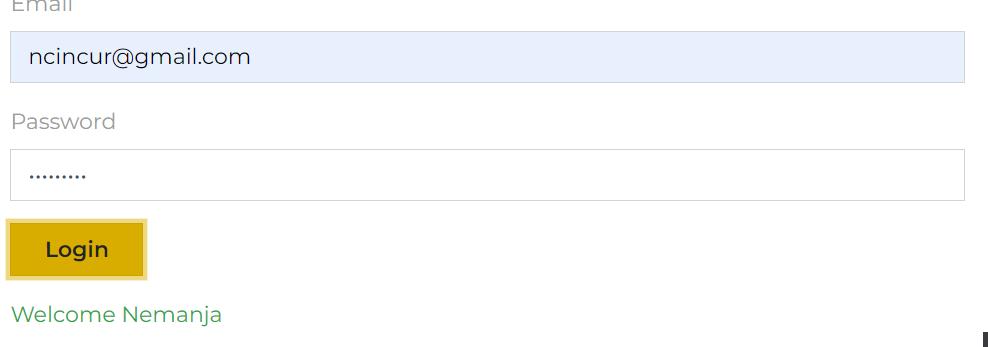 Email
ncincur@gmail.com
Password
•••••••••
Login
Welcome Nemanja